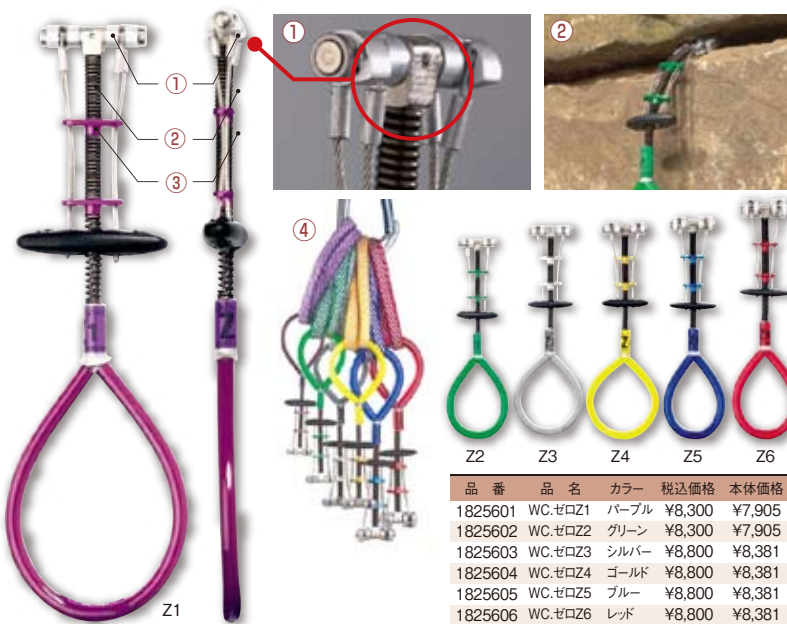 ①
②
③
1
Z
Z1
①
②
④
Z2 Z3 Z4 Z5 Z6
品 番 品 名 カラー 税込価格 本体価格
1825601 WC.ゼロZ1 パープル ¥8,300 ¥7,905
1825602 WC.ゼロZ2 グリーン ¥8,300 ¥7,905
1825603 WC.ゼロZ3 シルバー ¥8,800 ¥8,381
1825604 WC.ゼロZ4 ゴールド ¥8,800 ¥8,381
1825605 WC.ゼロZ5 ブルー ¥8,800 ¥8,381
1825606 WC.ゼロZ6 レッド ¥8,800 ¥8,381